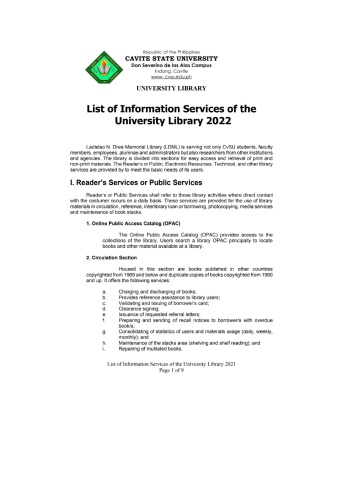 Republic of the Philippines
CAVITE STATE UNIVERSITY
Don Severino de las Alas Campus
Indang, Cavite
www.cvsu.edu.ph
UNIVERSITY LIBRARY
List of Information Services of the
University Library 2022
Ladislao N. Diwa Memorial Library (LDML) is serving not only CvSU students, faculty
members, employees, alumnae and administrators but also researchers from other institutions
and agencies. The library is divided into sections for easy access and retrieval of print and
non-print materials. The Reader's or Public, Electronic Resources, Technical, and other library
services are provided by to meet the basic needs of its users.
I. Reader's Services or Public Services
Reader's or Public Services shall refer to those library activities where direct contact
with the costumer occurs on a daily basis. These services are provided for the use of library
materials in circulation, reference, interlibrary loan or borrowing, photocopying, media services
and maintenance of book stacks.
1. Online Public Access Catalog (OPAC)
The Online Public Access Catalog (OPAC) provides access to the
collections of the library. Users search a library OPAC principally to locate
books and other material available at a library.
2. Circulation Section
Housed in this section are books published in other countries
copyrighted from 1989 and below and duplicate copies of books copyrighted from 1990
and up. It offers the following services:
a. Charging and discharging of books;
b. Provides reference assistance to library users;
c. Validating and issuing of borrower's card;
d. Clearance signing;
e. Issuance of requested referral letters;
f. Preparing and sending of recall notices to borrower/s with overdue
book/s;
g. Consolidating of statistics of users and materials usage (daily, weekly,
monthly); and
h. Maintenance of the stacks area (shelving and shelf reading); and
i. Repairing of mutilated books.
List of Information Services of the University Library 2021
Page 1 of 9